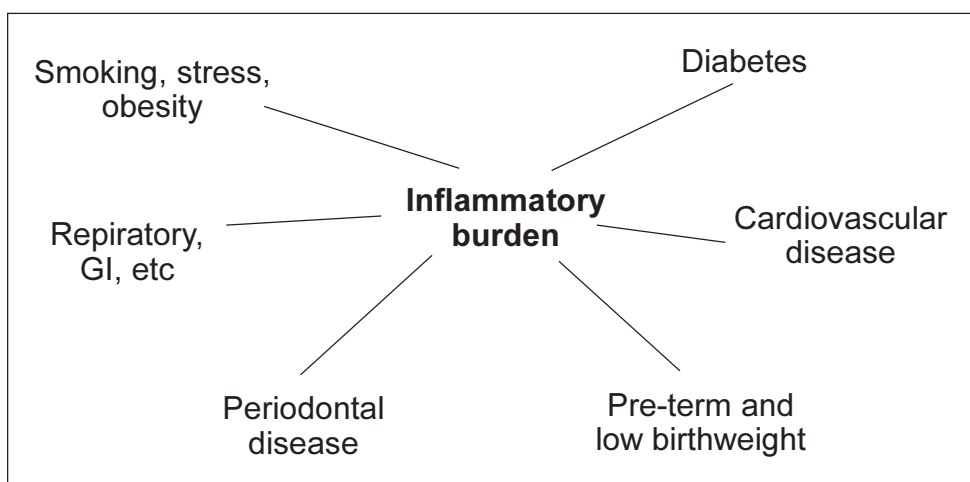 Smoking, stress,
obesity
Diabetes
Inflammatory
burden
Repiratory,
GI, etc
Cardiovascular
disease
Periodontal
disease
Pre-term and
low birthweight